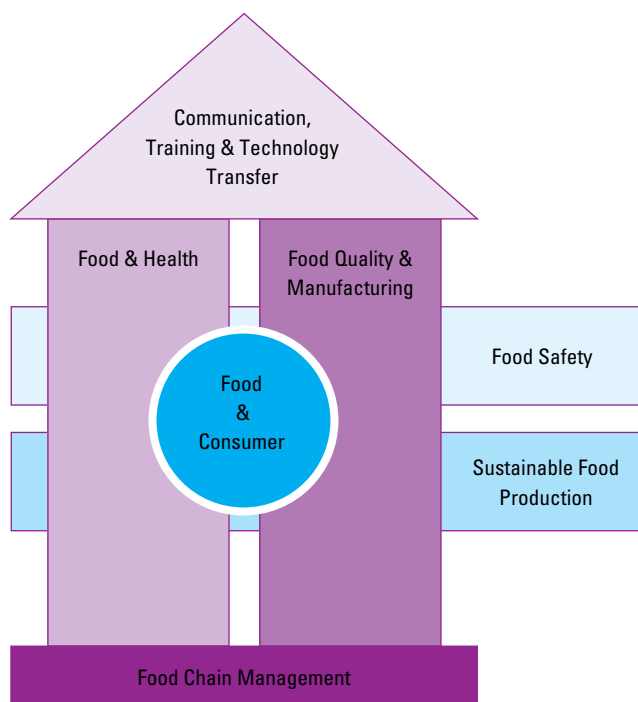 Communication,
Training & Technology
Transfer
Food & Health
Food Quality &
Manufacturing
Food Safety
Food
&
Consumer
Sustainable Food
Production
Food Chain Management